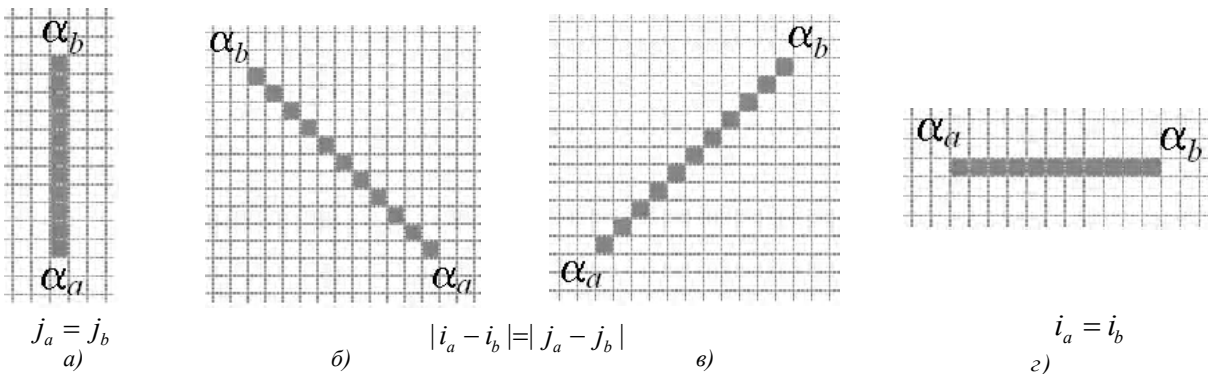 α_b
α_a
j_a = j_b
а)
α_b
α_a
б)
|i_a − i_b|=|j_a − j_b|
α_b
α_a
в)
α_a
α_b
i_a = i_b
г)